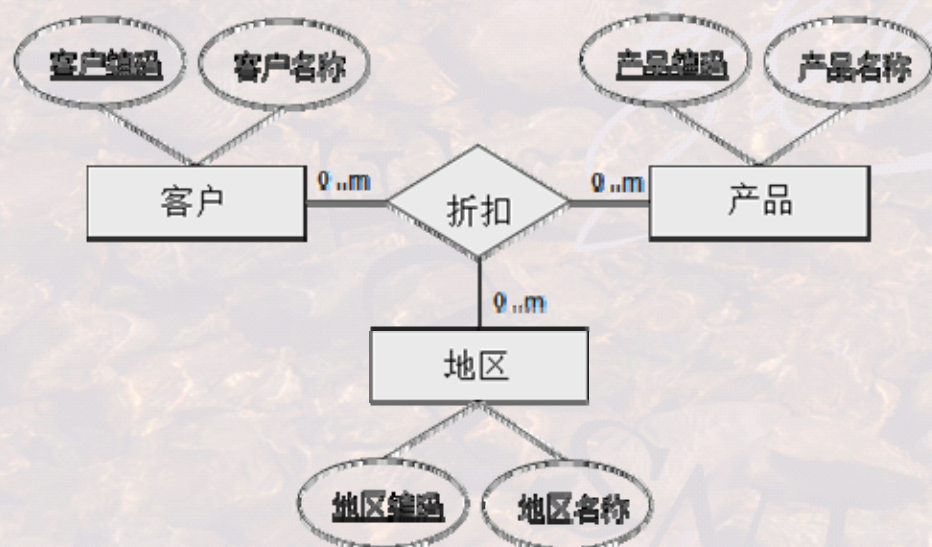 客户编码 客户名称 产品编码 产品名称
客户 0..m 折扣 0..m 产品
0..m
地区
地区编码 地区名称